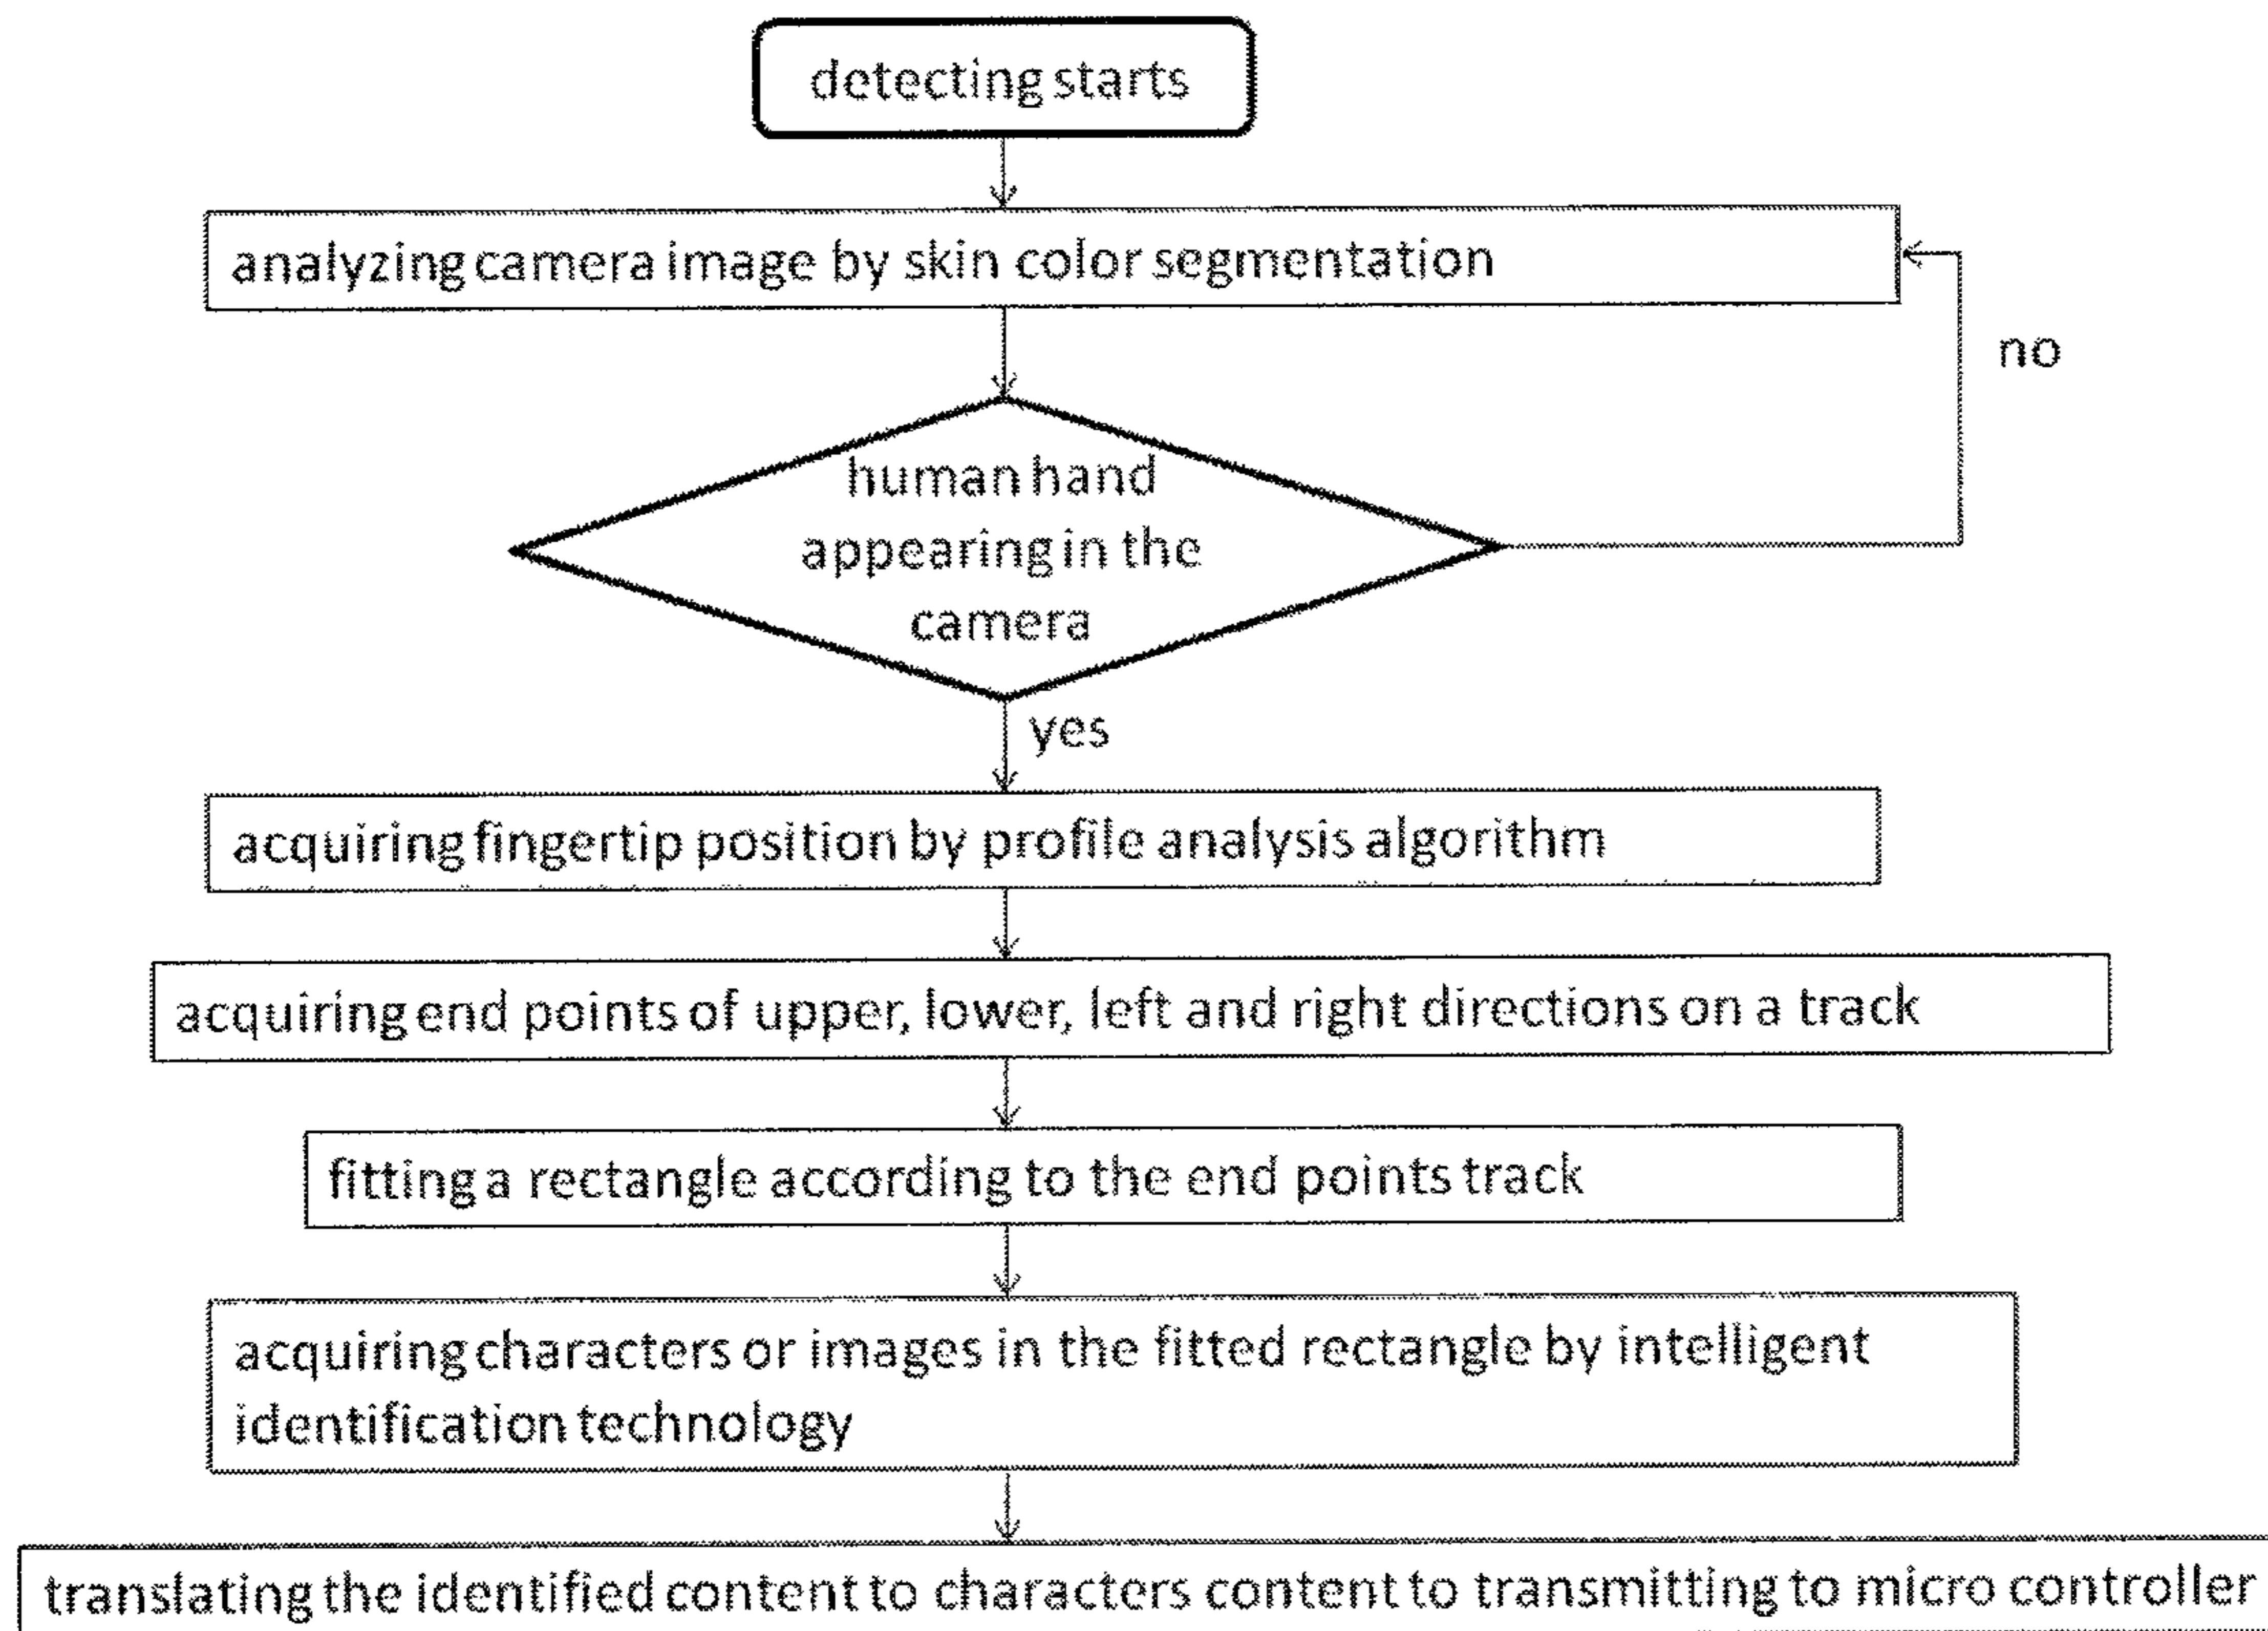 detecting starts
analyzing camera image by skin color segmentation
no
human hand
appearing in the
camera
yes
acquiring fingertip position by profile analysis algorithm
acquiring end points of upper, lower, left and right directions on a track
fitting a rectangle according to the end points track
acquiring characters or images in the fitted rectangle by intelligent
identification technology
translating the identified content to characters content to transmitting to micro controller